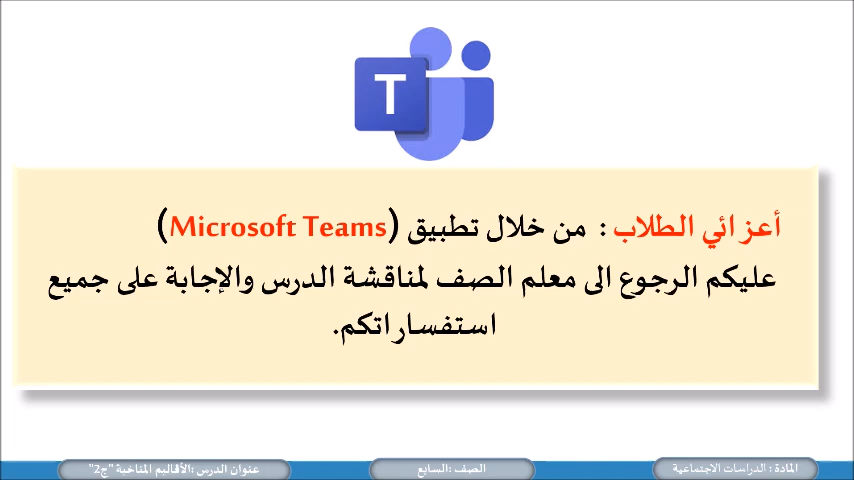 T
أعزائي الطلاب : من خلال تطبيق (Microsoft Teams)
عليكم الرجوع الى معلم الصف لمناقشة الدرس والإجابة على جميع
استفساراتكم.
المادة : الدراسات الاجتماعية
الصف :السابع
عنوان الدرس :الأقاليم المناخية "ج2"